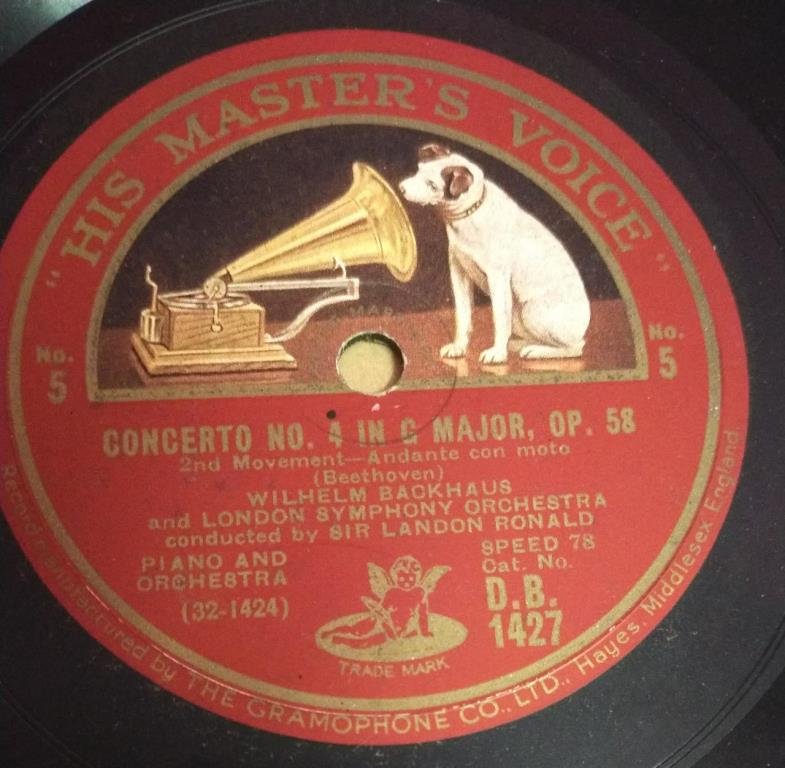 "HIS MASTER'S VOICE"
No.
5
No.
5
CONCERTO NO. 4 IN G MAJOR, OP. 58
2nd Movement—Andante con moto
(Beethoven)
WILHELM BACKHAUS
and LONDON SYMPHONY ORCHESTRA
conducted by SIR LANDON RONALD
PIANO AND
ORCHESTRA
(32-1424)
SPEED 78
Cat. No.
D.B.
1427
TRADE MARK
Record manufactured by THE GRAMOPHONE CO., LTD., Hayes, Middlesex England